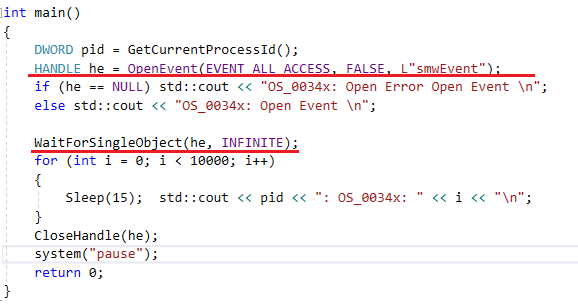 int main()
{
DWORD pid = GetCurrentProcessId();
HANDLE he = OpenEvent(EVENT_ALL_ACCESS, FALSE, L"smwEvent");
if (he == NULL) std::cout << "OS_0034x: Open Error Open Event \n";
else std::cout << "OS_0034x: Open Event \n";
WaitForSingleObject(he, INFINITE);
for (int i = 0; i < 10000; i++)
{
Sleep(15);  std::cout << pid << ": OS_0034x: " << i << "\n";
}
CloseHandle(he);
system("pause");
return 0;
}